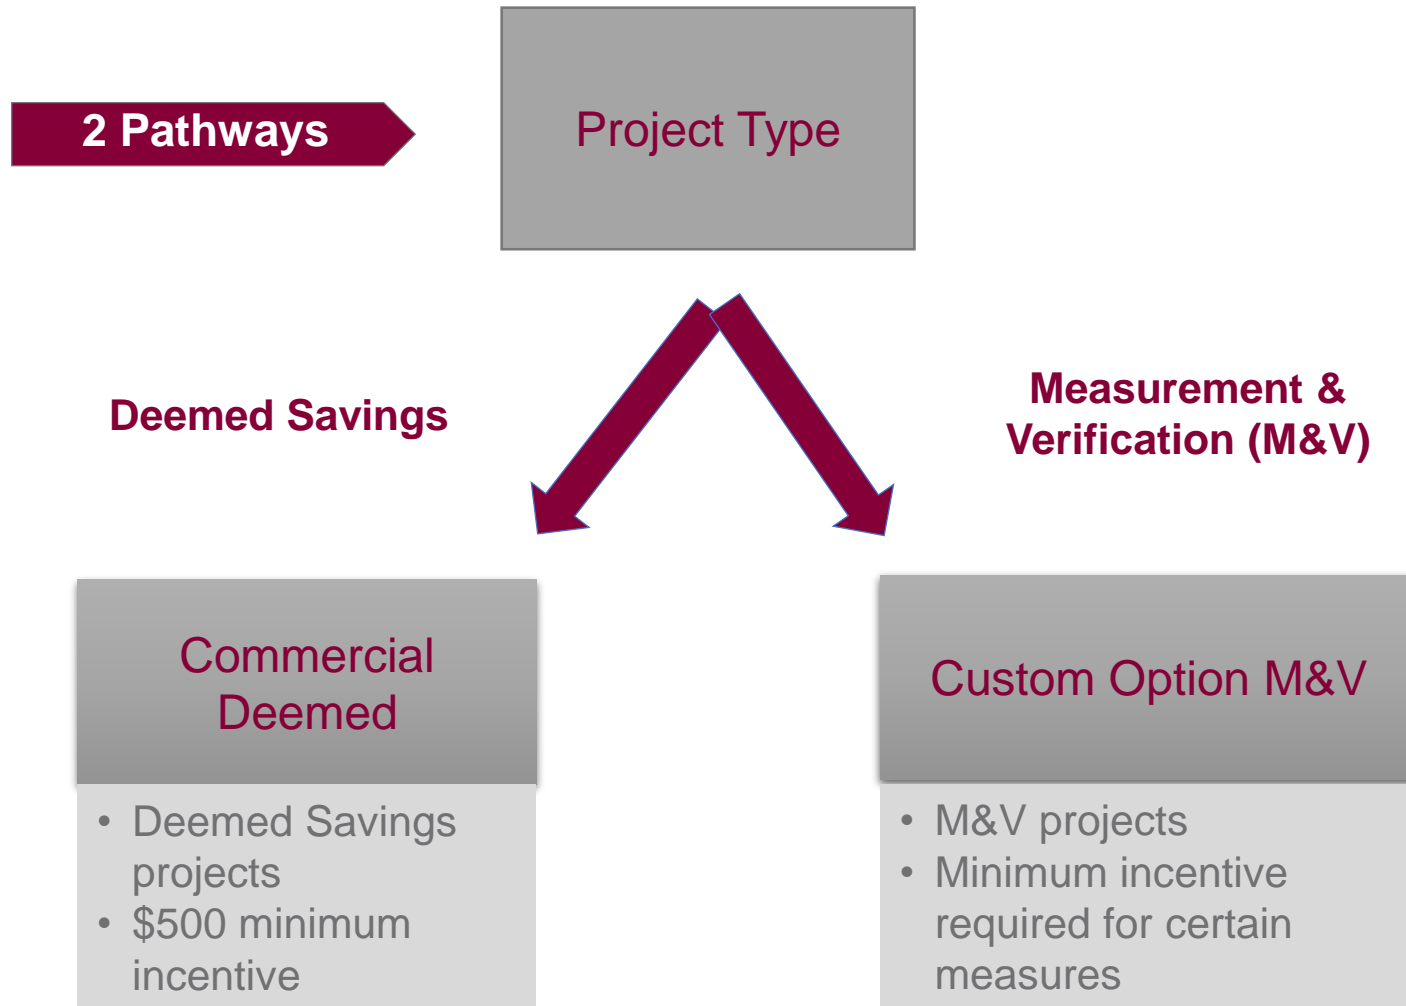 2 Pathways
Project Type
Deemed Savings
Measurement &
Verification (M&V)
Commercial
Deemed
• Deemed Savings
projects
• $500 minimum
incentive
Custom Option M&V
• M&V projects
• Minimum incentive
required for certain
measures